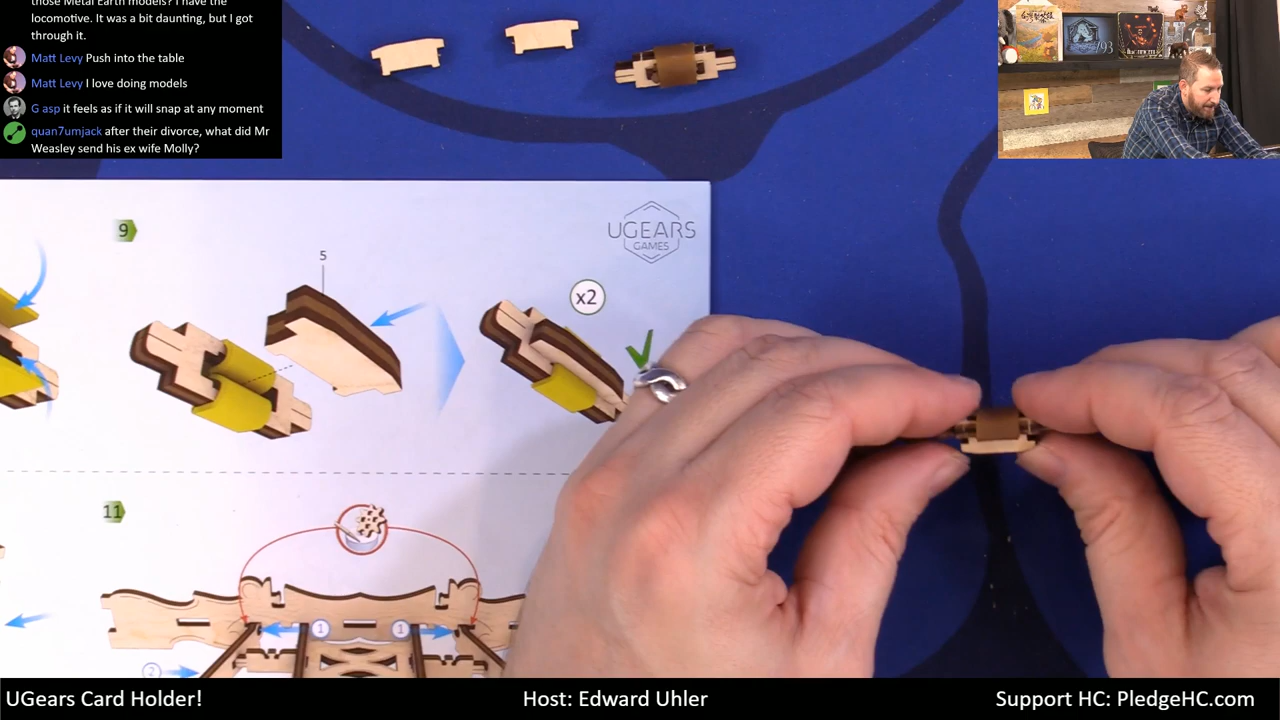 those Metal Earth models? I have the
locomotive. It was a bit daunting, but I got
through it.
Matt Levy Push into the table
Matt Levy I love doing models
G asp it feels as if it will snap at any moment
quan7umjack after their divorce, what did Mr
Weasley send his ex wife Molly?
9
5
x2
UGEARS
GAMES
11
1
1
2
UGears Card Holder!
Host: Edward Uhler
Support HC: PledgeHC.com